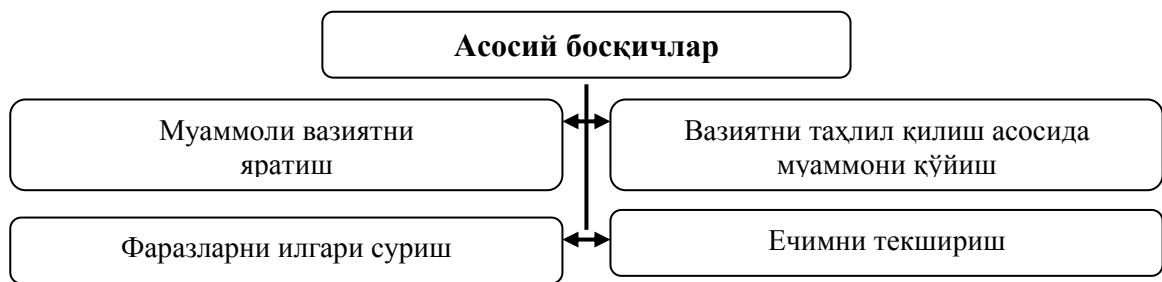 Асосий босқичлар
Муаммоли вазиятни
яратиш
Вазиятни таҳлил қилиш асосида
муаммони қўйиш
Фаразларни илгари суриш
Ечимни текшириш